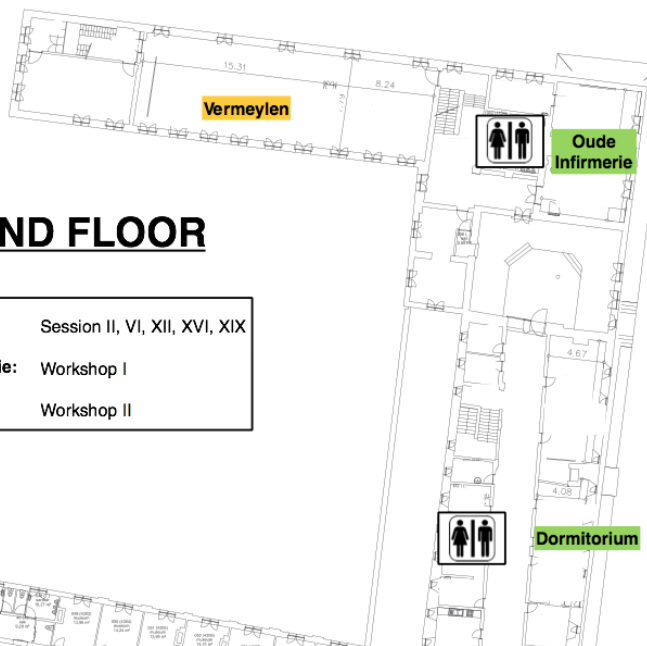 15.31
8.24
Vermeylen
Oude
Infirmerie
ND FLOOR
Session II, VI, XII, XVI, XIX
ie: Workshop I
Workshop II
4.67
4.08
Dormitorium